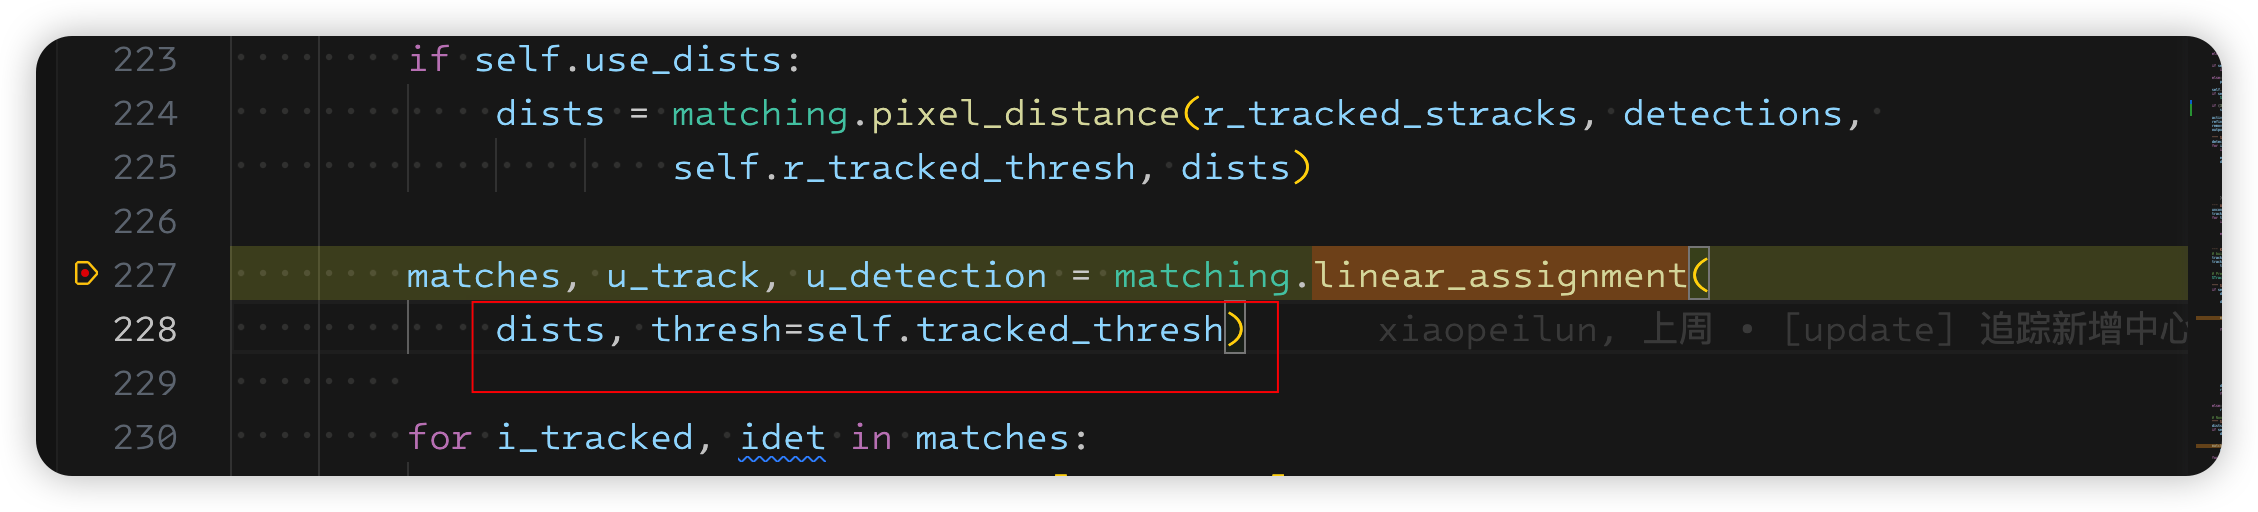 223 if self.use_dists:
224 dists = matching.pixel_distance(r_tracked_stracks, detections,
225 self.r_tracked_thresh, dists)
226
227 matches, u_track, u_detection = matching.linear_assignment(
228 dists, thresh=self.tracked_thresh) xiaopeilun, 上周 • [update] 追踪新增中心
229
230 for i_tracked, idet in matches: